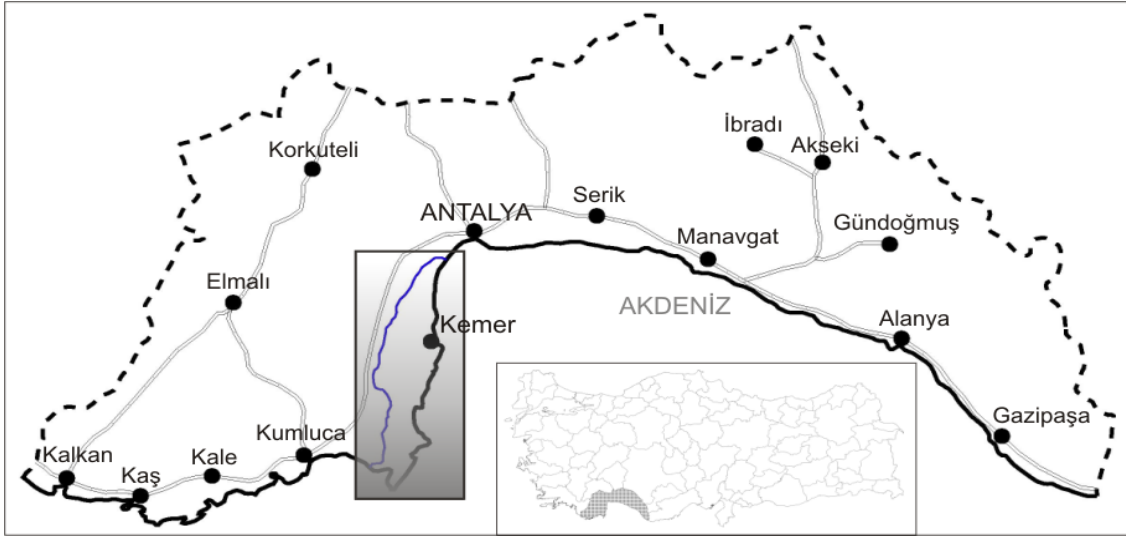 İbradı
Akseki
Korkuteli
Serik
ANTALYA
Gündoğmuş
Manavgat
Elmalı
AKDENİZ
Kemer
Alanya
Gazipaşa
Kumluca
Kalkan
Kale
Kaş